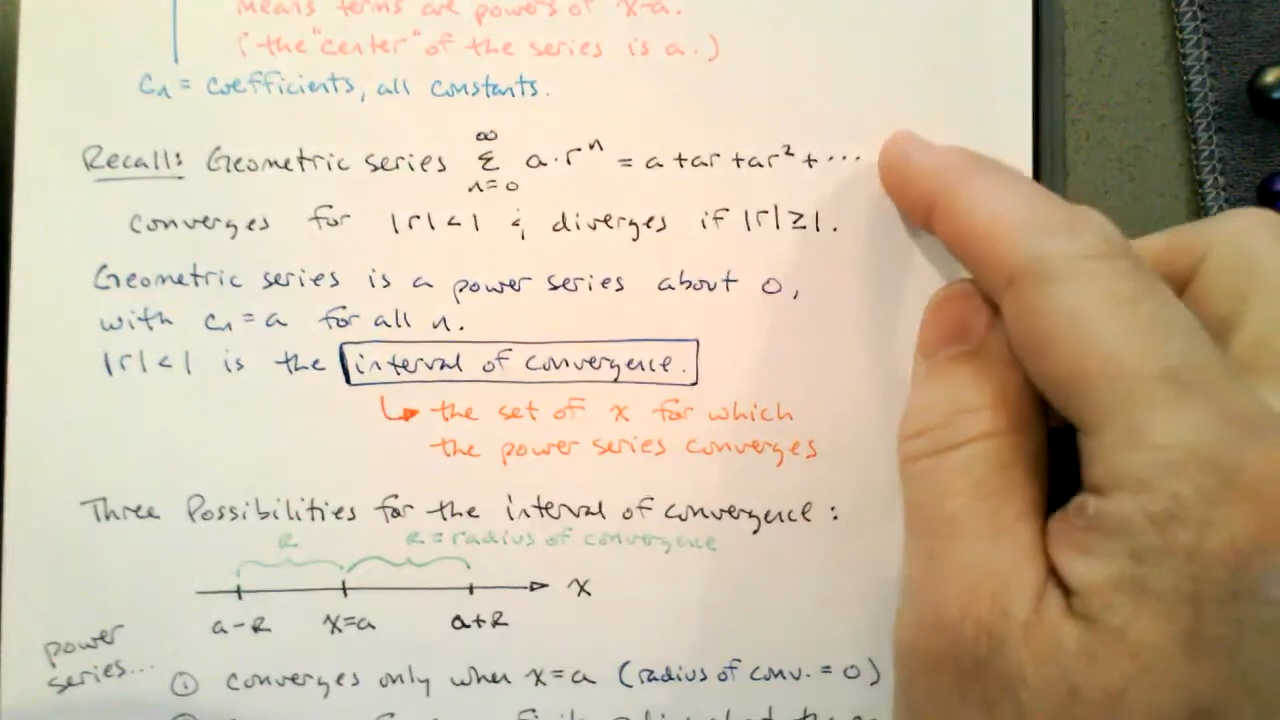 means terms are powers of x-a.
(the "center" of the series is a.)
cₙ = coefficients, all constants.
Recall: Geometric series ∞ Σ n=0 a·rⁿ = a + ar + ar² + ···
converges for |r|<1 & diverges if |r|≥1.
Geometric series is a power series about 0,
with cₙ = a for all n.
|r|<1 is the interval of convergence.
↳ the set of x for which
the power series converges
Three Possibilities for the interval of convergence:
R R = radius of convergence
x
a-R x=a a+R
power
series...
① converges only when x=a (radius of conv. = 0)